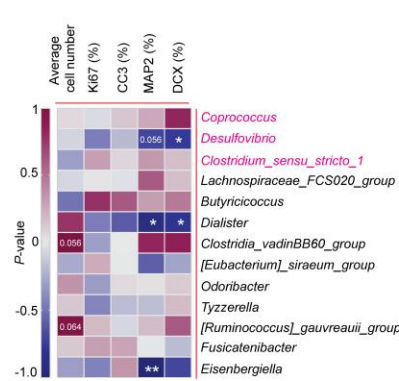 Average
cell number
Ki67 (%)
CC3 (%)
MAP2 (%)
DCX (%)
P-value
1
0.5
0
-0.5
-1.0
Coprococcus
0.056 * Desulfovibrio
Clostridium_sensu_stricto_1
Lachnospiraceae_FCS020_group
Butyricicoccus
* * Dialister
0.056 Clostridia_vadinBB60_group
[Eubacterium]_siraeum_group
Odoribacter
Tyzzerella
0.064 [Ruminococcus]_gauvreauii_group
Fusicatenibacter
** Eisenbergiella